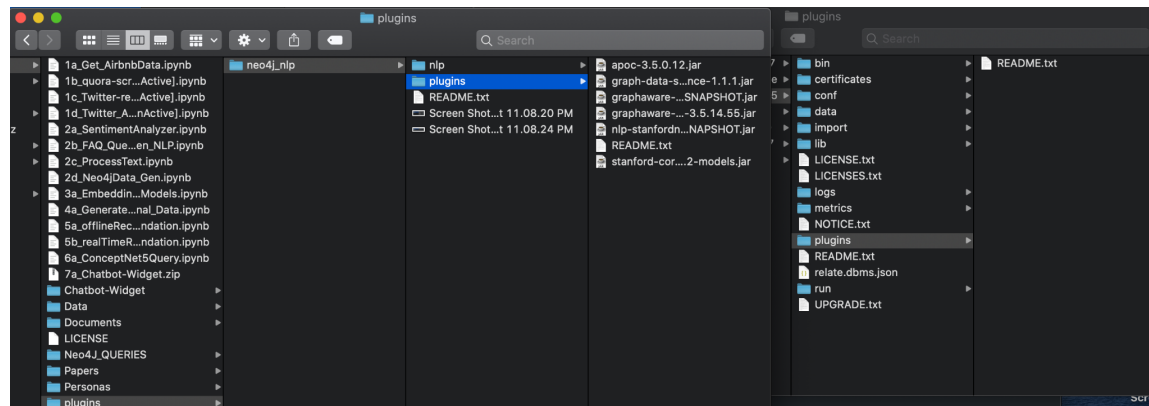 plugins
Search
1a_Get_AirbnbData.ipynb
1b_quora-scr...Active].ipynb
1c_Twitter-re...Active].ipynb
1d_Twitter_A...nActive].ipynb
z
2a_SentimentAnalyzer.ipynb
2b_FAQ_Que...en_NLP.ipynb
2c_ProcessText.ipynb
2d_Neo4jData_Gen.ipynb
3a_Embeddin...Models.ipynb
4a_Generate...nal_Data.ipynb
5a_offlineRec...ndation.ipynb
5b_realTimeR...ndation.ipynb
6a_ConceptNet5Query.ipynb
7a_Chatbot-Widget.zip
Chatbot-Widget
Data
Documents
LICENSE
Neo4J_QUERIES
Papers
Personas
plugins
neo4j_nlp
nlp
plugins
README.txt
Screen Shot...t 11.08.20 PM
Screen Shot...t 11.08.24 PM
apoc-3.5.0.12.jar
graph-data-s...nce-1.1.1.jar
graphaware-...SNAPSHOT.jar
graphaware-...-3.5.14.55.jar
nlp-stanfordn...NAPSHOT.jar
README.txt
stanford-cor....2-models.jar
plugins
Search
7
e
5
7
bin
certificates
conf
data
import
lib
LICENSE.txt
LICENSES.txt
logs
metrics
NOTICE.txt
plugins
README.txt
relate.dbms.json
run
UPGRADE.txt
README.txt
Scr